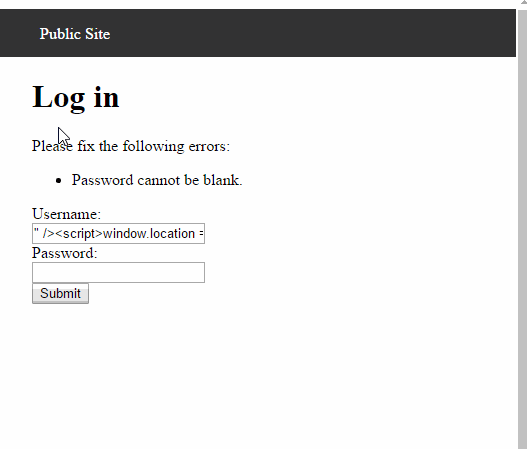 Public Site
Log in
Please fix the following errors:
Password cannot be blank.
Username:
" /><script>window.location =
Password:
Submit